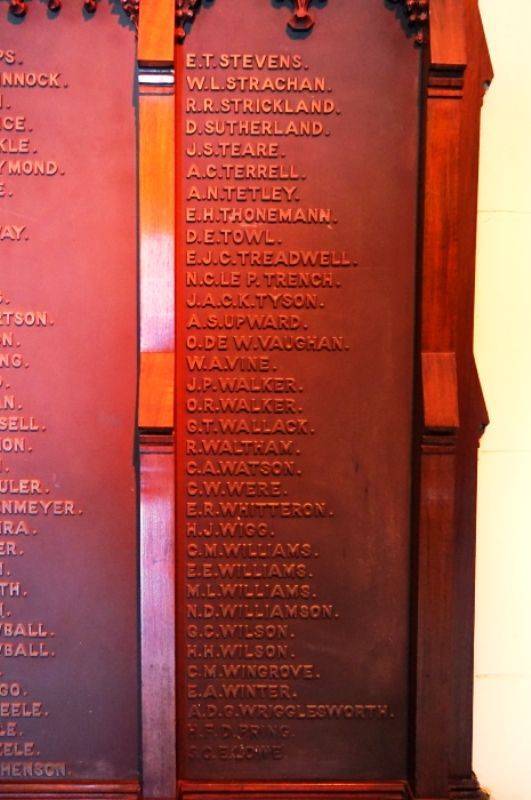 PS.
NNOCK.
CE.
KLE.
YMOND.
E.
AY.
RTSON.
N.
NG.
AN.
SELL.
ON.
ULER.
NMEYER.
IRA.
ER.
TH.
YBALL.
YBALL.
GO.
EELE.
LE.
EELE.
HENSON.
E.T.STEVENS.
W.L.STRACHAN.
R.R.STRICKLAND.
D.SUTHERLAND.
J.S.TEARE.
A.C.TERRELL.
A.N.TETLEY.
E.H.THONEMANN.
D.E.TOWL.
E.J.C.TREADWELL.
N.C.LE P.TRENCH.
J.A.C.K.TYSON.
A.S.UPWARD.
O.DE W.VAUGHAN.
W.A.VINE.
J.P.WALKER.
O.R.WALKER.
G.T.WALLACK.
R.WALTHAM.
C.A.WATSON.
C.W.WERE.
E.R.WHITTERON.
H.J.WIGG.
C.M.WILLIAMS.
E.E.WILLIAMS.
M.L.WILLIAMS.
N.D.WILLIAMSON.
G.C.WILSON.
H.H.WILSON.
C.M.WINGROVE.
E.A.WINTER.
A.D.G.WRIGGLESWORTH.
H.F.D.PRING.